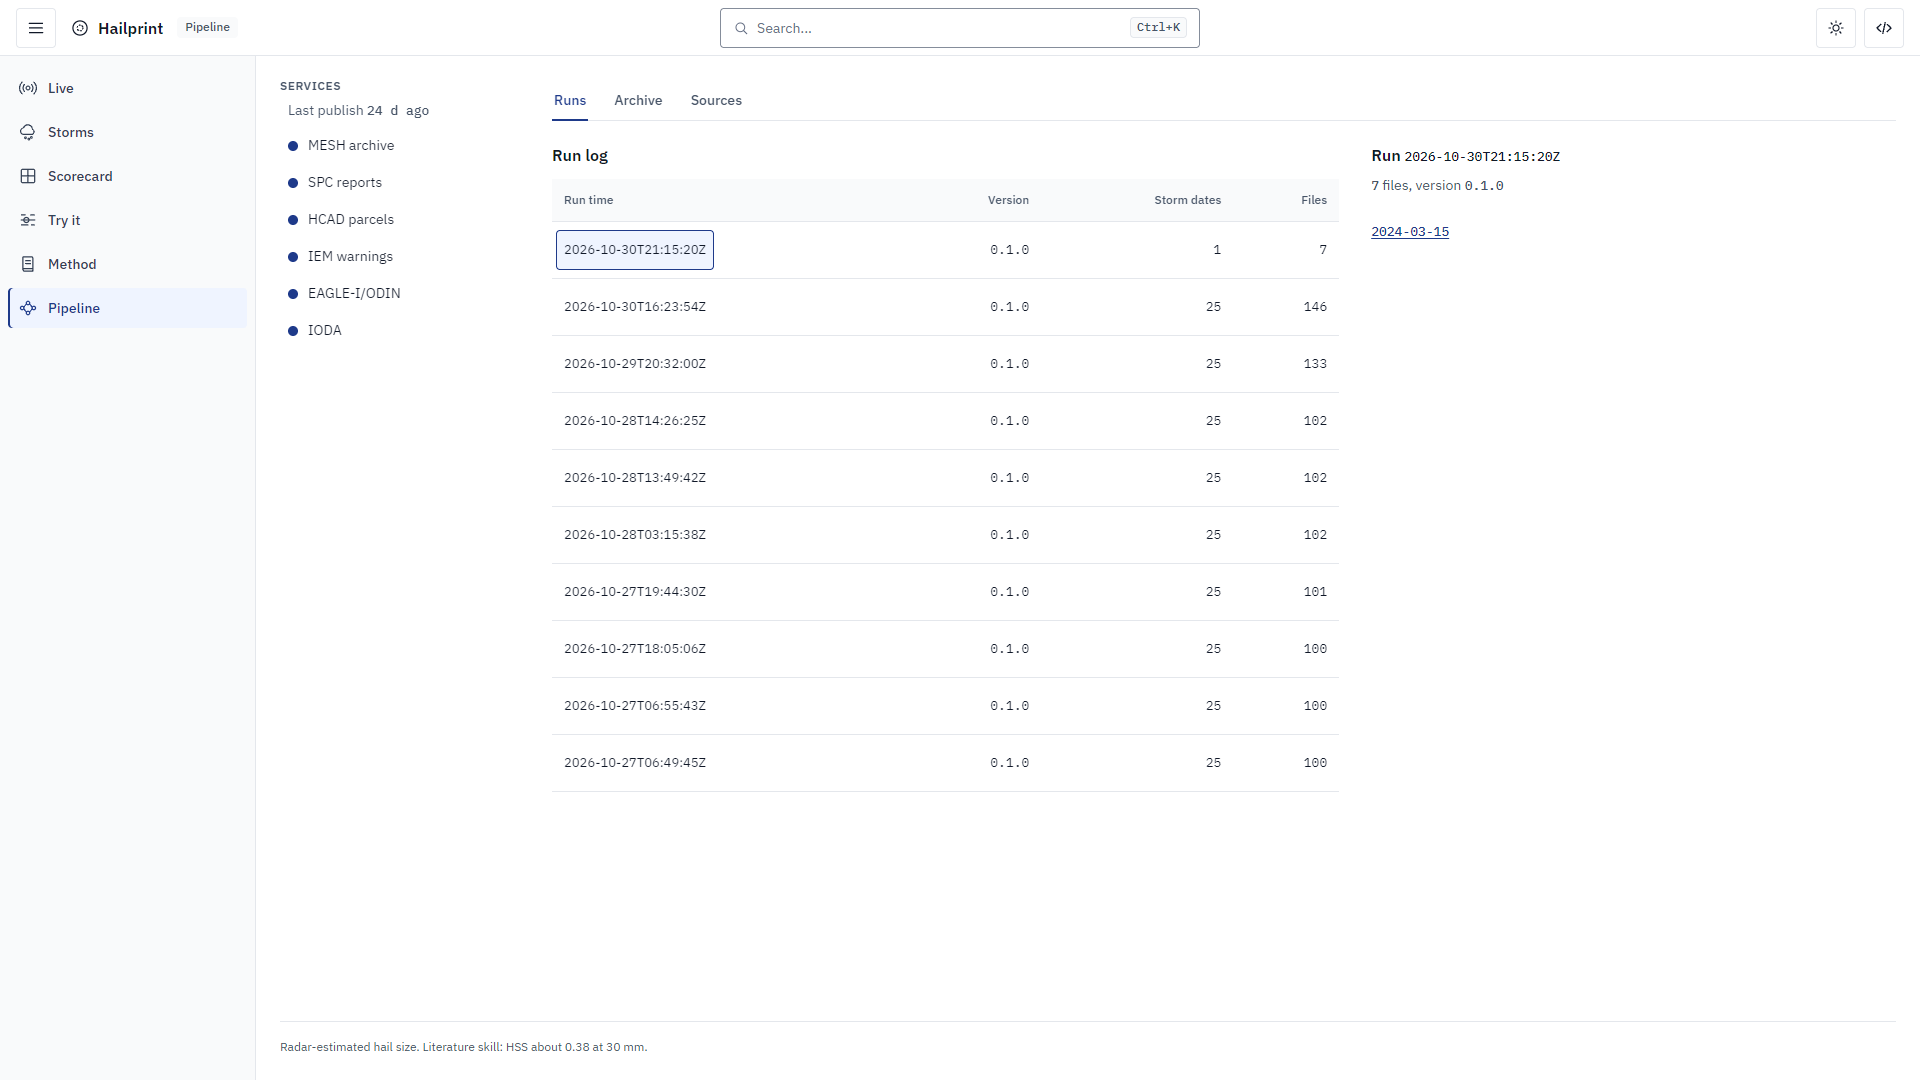 Hailprint Pipeline
Search... Ctrl+K
Live
Storms
Scorecard
Try it
Method
Pipeline
SERVICES
Last publish 24 d ago
MESH archive
SPC reports
HCAD parcels
IEM warnings
EAGLE-I/ODIN
IODA
Runs Archive Sources
Run log
Run time Version Storm dates Files
2026-10-30T21:15:20Z 0.1.0 1 7
2026-10-30T16:23:54Z 0.1.0 25 146
2026-10-29T20:32:00Z 0.1.0 25 133
2026-10-28T14:26:25Z 0.1.0 25 102
2026-10-28T13:49:42Z 0.1.0 25 102
2026-10-28T03:15:38Z 0.1.0 25 102
2026-10-27T19:44:30Z 0.1.0 25 101
2026-10-27T18:05:06Z 0.1.0 25 100
2026-10-27T06:55:43Z 0.1.0 25 100
2026-10-27T06:49:45Z 0.1.0 25 100
Run 2026-10-30T21:15:20Z
7 files, version 0.1.0
2024-03-15
Radar-estimated hail size. Literature skill: HSS about 0.38 at 30 mm.